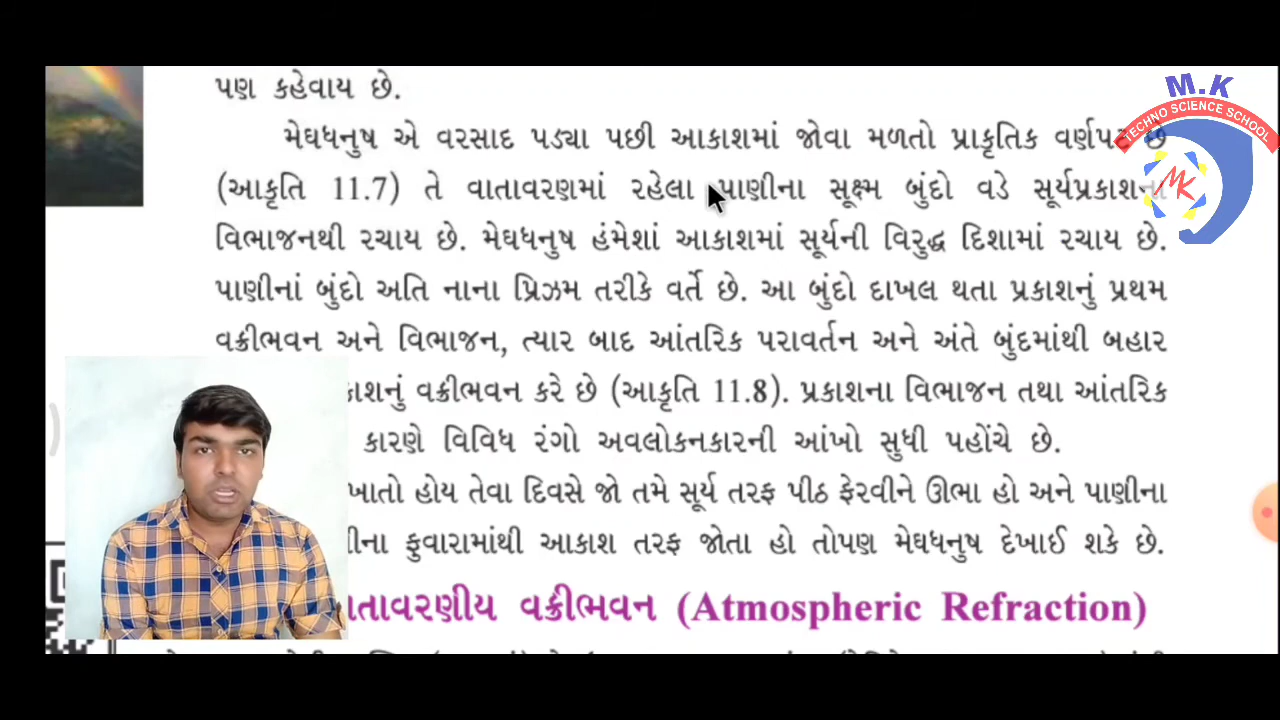 પણ કહેવાય છે.
મેઘધનુષ એ વરસાદ પડ્યા પછી આકાશમાં જોવા મળતો પ્રાકૃતિક છે
(આકૃતિ 11.7) તે વાતાવરણમાં રહેલા પાણીના સૂક્ષ્મ બુંદો વડે સૂર્યપ્રકાશના
વિભાજનથી રચાય છે. મેઘધનુષ હંમેશાં આકાશમાં સૂર્યની વિરુદ્ધ દિશામાં રચાય છે.
પાણીનાં બુંદો અતિ નાના પ્રિઝમ તરીકે વર્તે છે. આ બુંદો દાખલ થતા પ્રકાશનું પ્રથમ
વક્રીભવન અને વિભાજન, ત્યાર બાદ આંતરિક પરાવર્તન અને અંતે બુંદમાંથી બહાર
વક્રીભવન કરે છે (આકૃતિ 11.8). પ્રકાશના વિભાજન તથા આંતરિક
કારણે વિવિધ રંગો અવલોકનકારની આંખો સુધી પહોંચે છે.
હોય તેવા દિવસે જો તમે સૂર્ય તરફ પીઠ ફેરવીને ઊભા હો અને પાણીના
ફુવારામાંથી આકાશ તરફ જોતા હો તોપણ મેઘધનુષ દેખાઈ શકે છે.
વક્રીભવન (Atmospheric Refraction)
M.K
TECHNO SCIENCE SCHOOL
MK